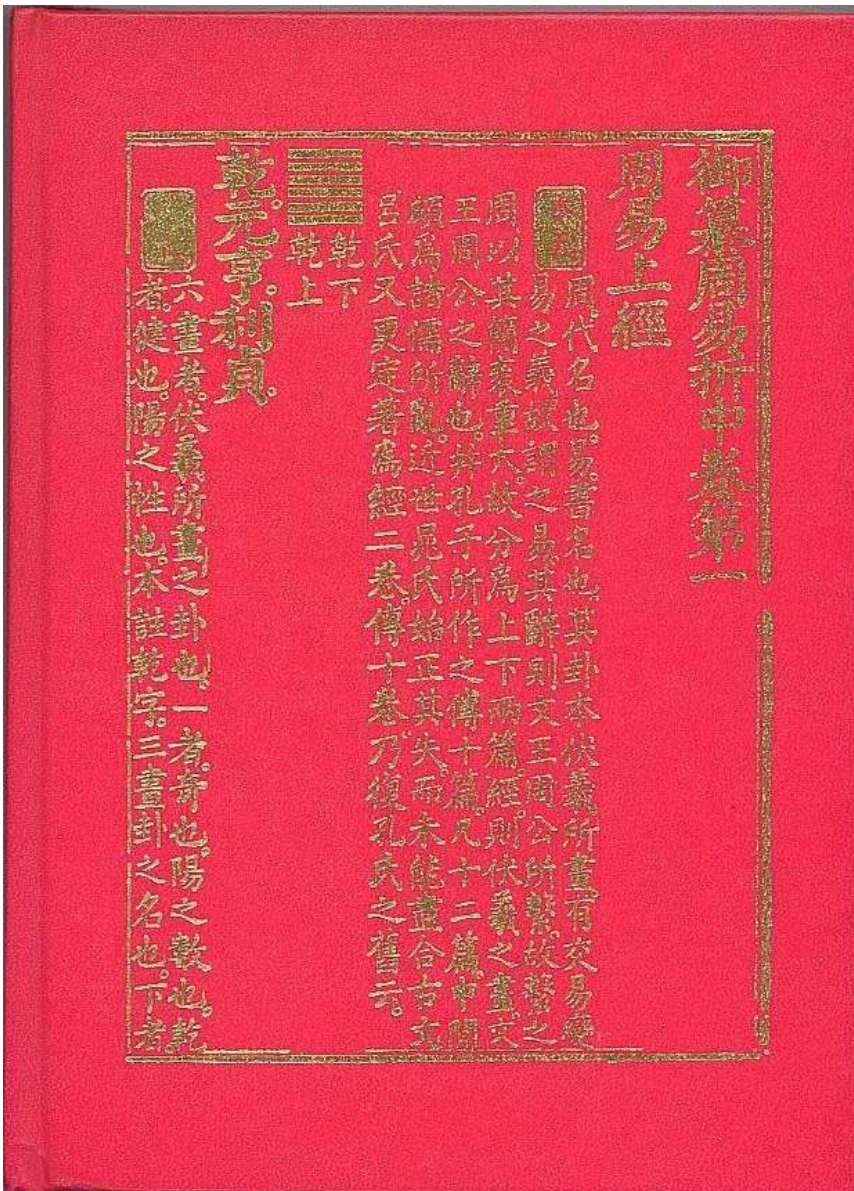 御纂周易折中卷第一
周易上經
周。代名也。易。書名也。其卦本伏羲所畫。有交易變
易之義。故謂之易。其辭則文王周公所繫。故繫之
周。以其簡袠重大。故分爲上下兩篇。經則伏羲之畫。文
王周公之辭也。并孔子所作之傳十篇。凡十二篇。中間
頗爲諸儒所亂。近世晁氏始正其失。而未能盡合古文。
呂氏又更定著爲經二卷。傳十卷。乃復孔氏之舊云。
乾下
乾上
乾。元亨。利貞。
六畫者。伏羲所畫之卦也。一者。奇也。陽之數也。乾
者。健也。陽之性也。本註乾字。三畫卦之名也。下者。